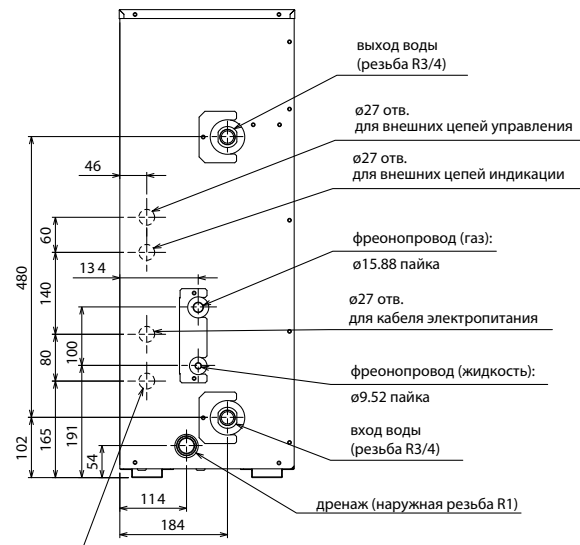 выход воды
(резьба R3/4)
ø27 отв.
для внешних цепей управления
ø27 отв.
для внешних цепей индикации
46
60
480
фреонопровод (газ):
134
ø15.88 пайка
140
ø27 отв.
для кабеля электропитания
100
80
фреонопровод (жидкость):
ø9.52 пайка
102
165
191
54
вход воды
(резьба R3/4)
114
дренаж (наружная резьба R1)
184